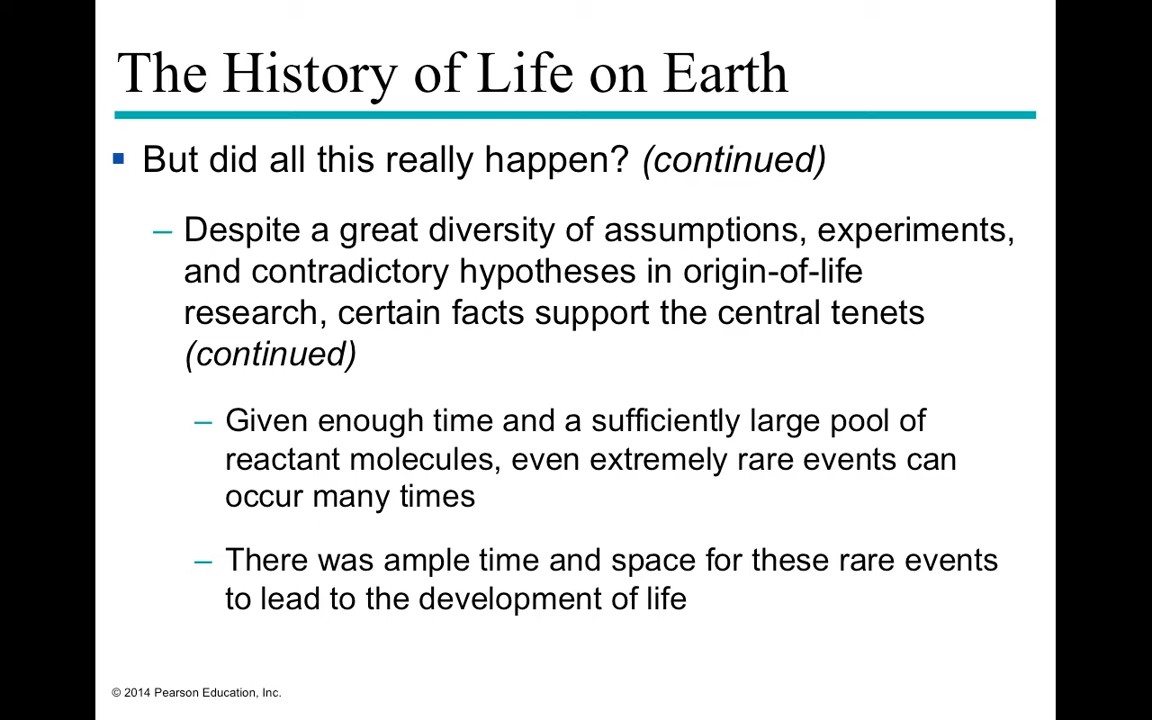 The History of Life on Earth
▪ But did all this really happen? (continued)
– Despite a great diversity of assumptions, experiments,
and contradictory hypotheses in origin-of-life
research, certain facts support the central tenets
(continued)
– Given enough time and a sufficiently large pool of
reactant molecules, even extremely rare events can
occur many times
– There was ample time and space for these rare events
to lead to the development of life
© 2014 Pearson Education, Inc.